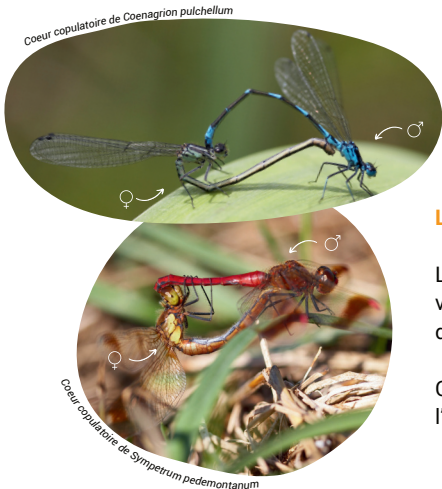 Coeur copulatoire de Coenagrion pulchellum
♂
♀
L
♂
L
v
♀
C
l'
Coeur copulatoire de Sympetrum pedemontanum